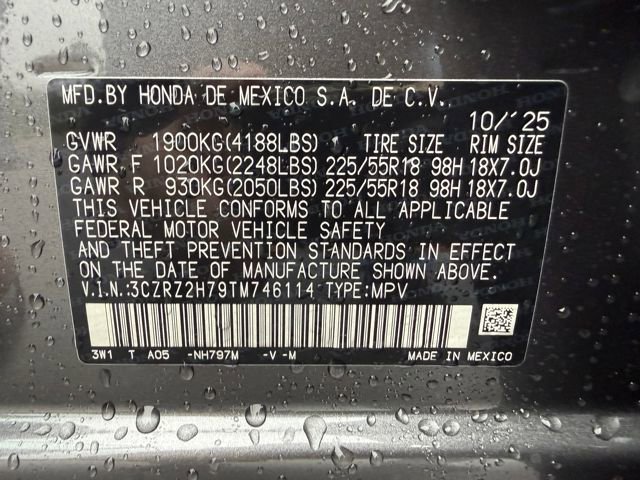 MFD.BY HONDA DE MEXICO S.A. DE C.V.
10/'25
GVWR 1900KG(4188LBS) TIRE SIZE RIM SIZE
GAWR F 1020KG(2248LBS) 225/55R18 98H 18X7.0J
GAWR R 930KG(2050LBS) 225/55R18 98H 18X7.0J
THIS VEHICLE CONFORMS TO ALL APPLICABLE
FEDERAL MOTOR VEHICLE SAFETY
AND THEFT PREVENTION STANDARDS IN EFFECT
ON THE DATE OF MANUFACTURE SHOWN ABOVE.
V.I.N.:3CZRZ2H79TM746114 TYPE:MPV
3W1 T A05 -NH797M -V -M MADE IN MEXICO